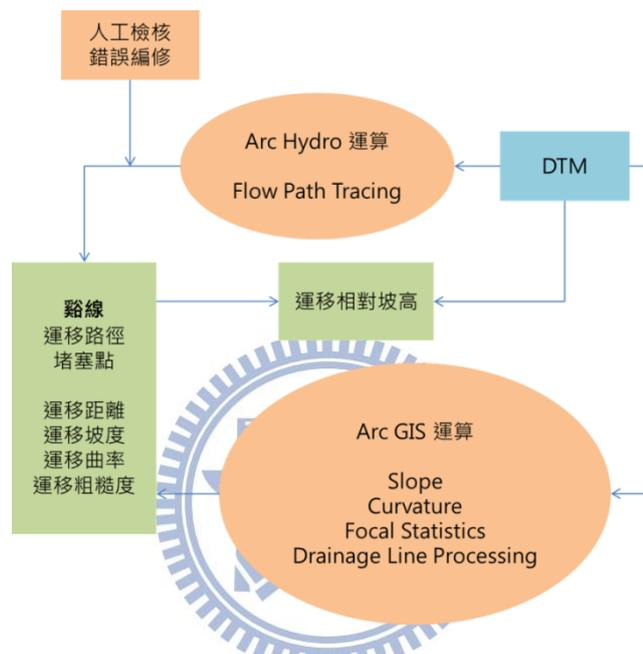 人工檢核
錯誤編修
Arc Hydro 運算
Flow Path Tracing
DTM
谿線
運移路徑
堵塞點
運移距離
運移坡度
運移曲率
運移粗糙度
運移相對坡高
Arc GIS 運算
Slope
Curvature
Focal Statistics
Drainage Line Processing